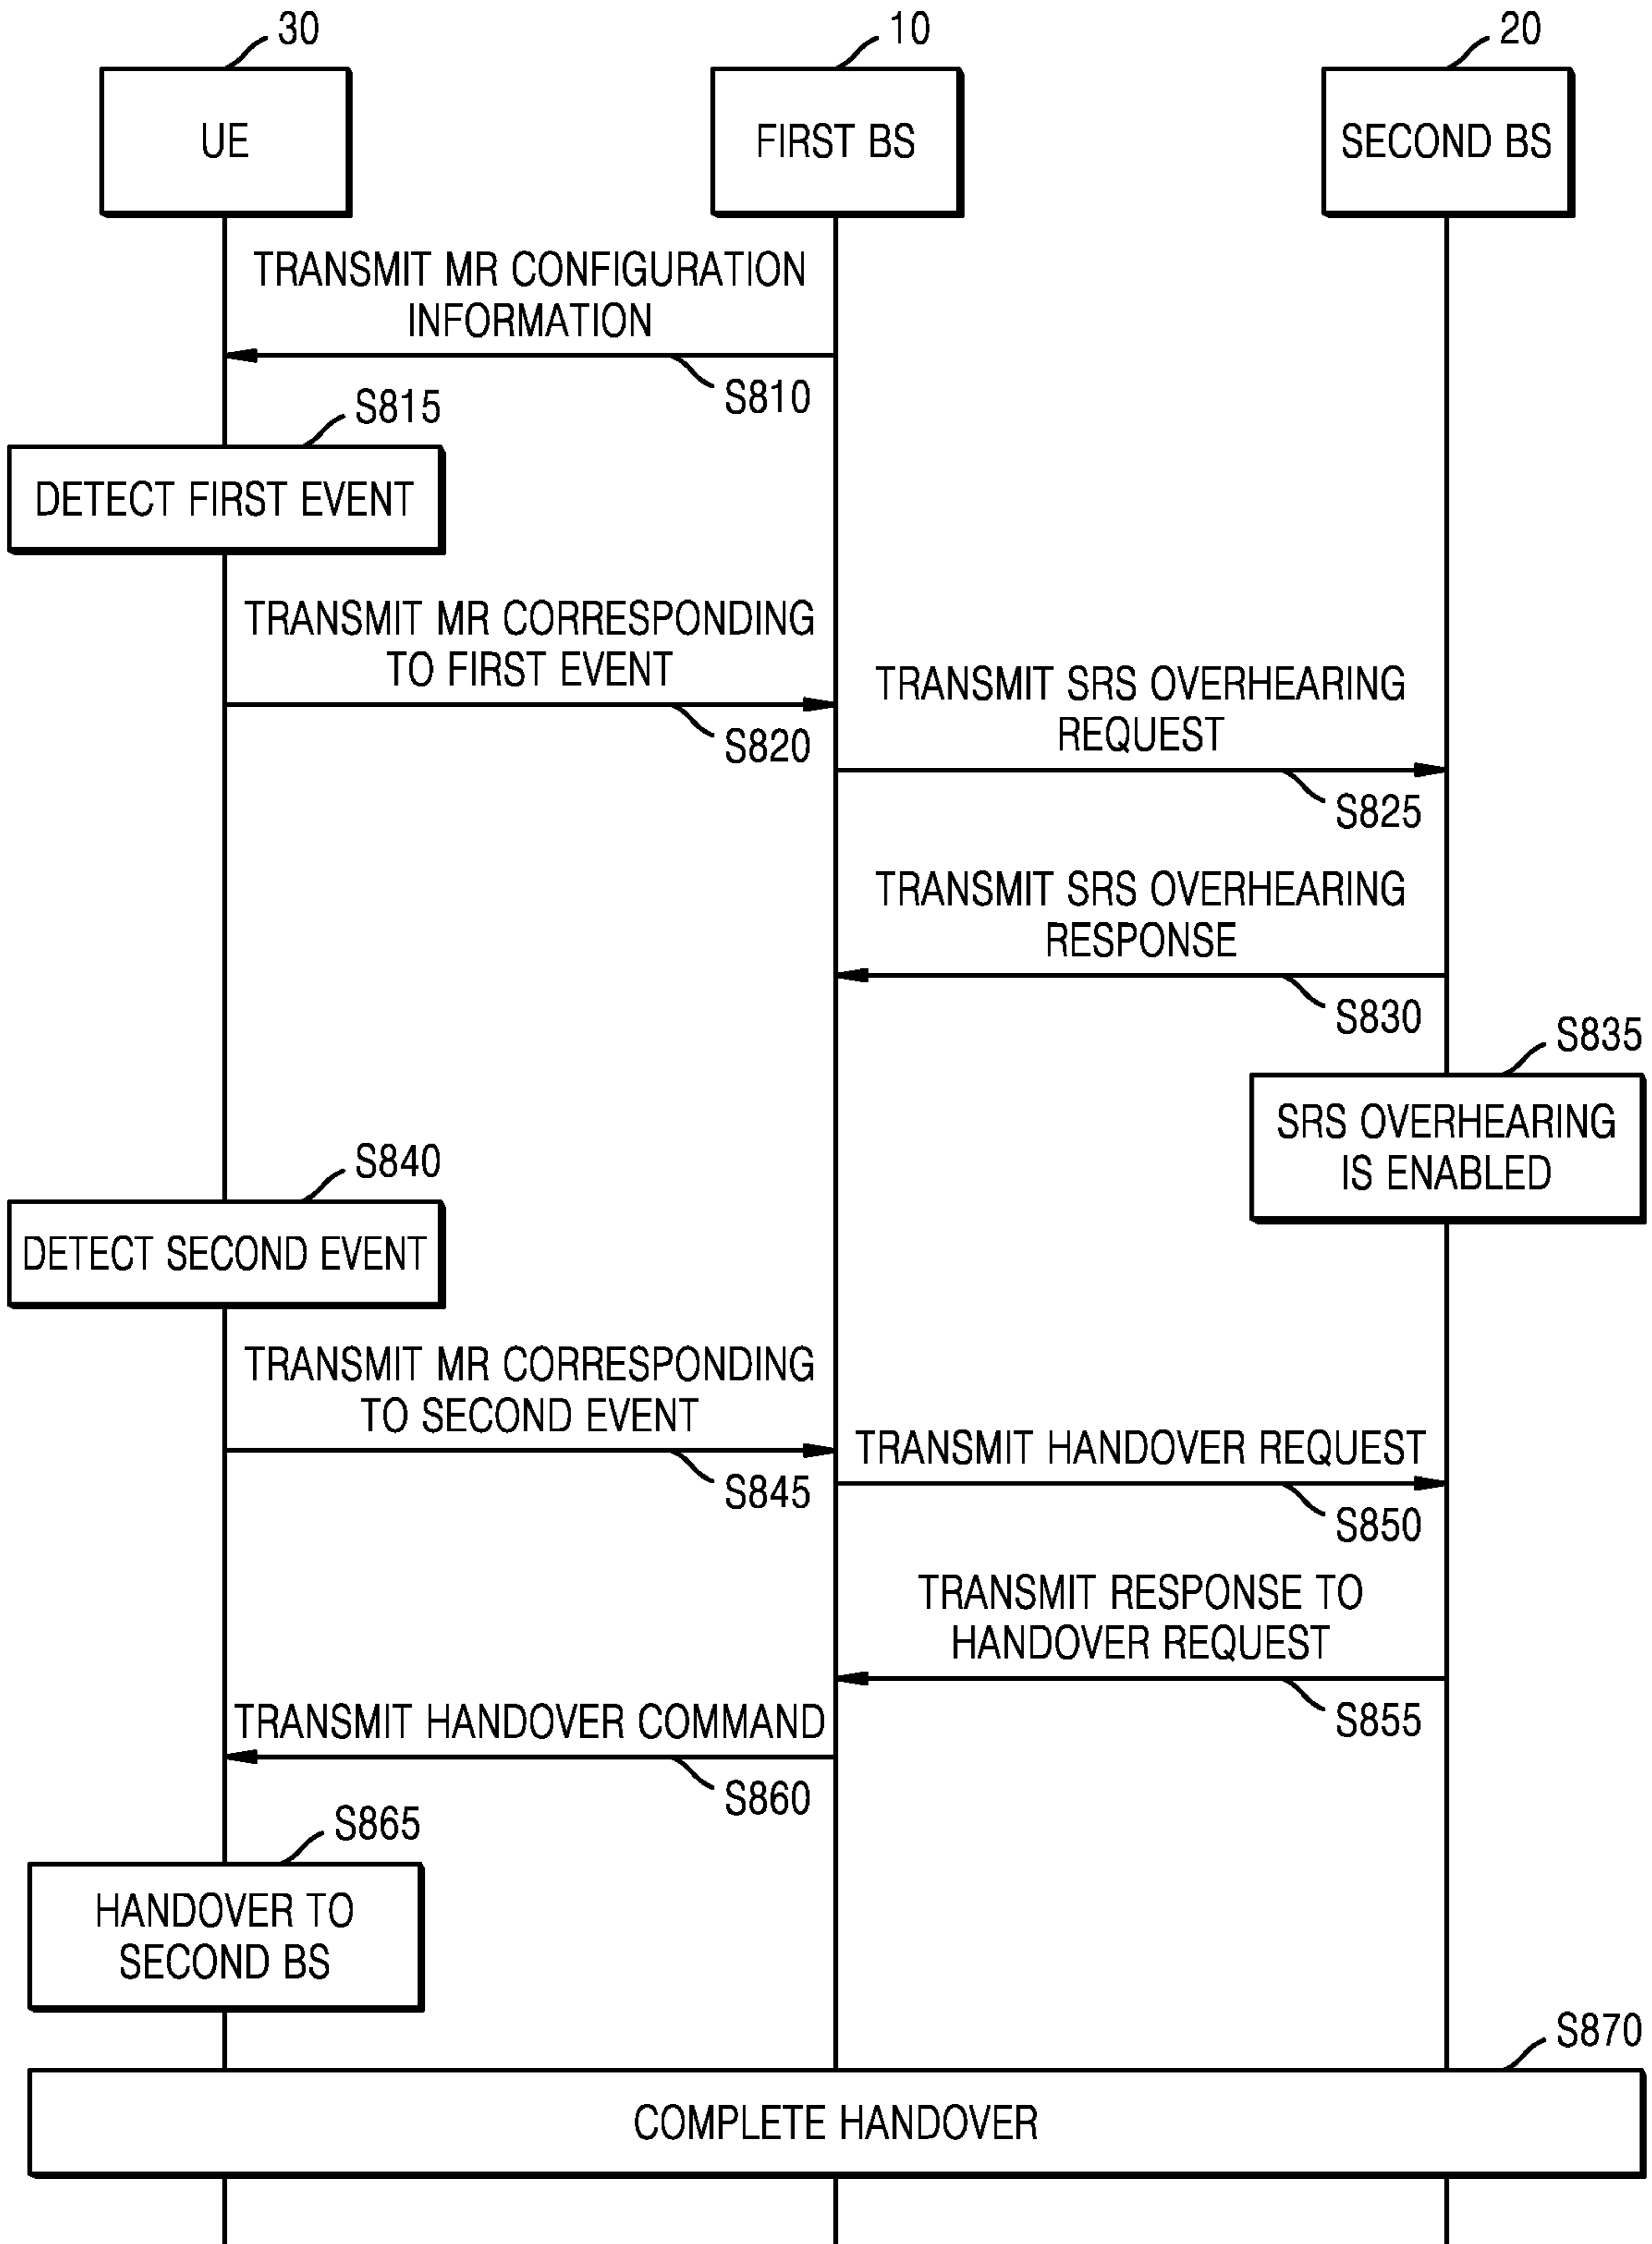 30
10
20
UE
FIRST BS
SECOND BS
TRANSMIT MR CONFIGURATION
INFORMATION
S810
S815
DETECT FIRST EVENT
TRANSMIT MR CORRESPONDING
TO FIRST EVENT
S820
TRANSMIT SRS OVERHEARING
REQUEST
S825
TRANSMIT SRS OVERHEARING
RESPONSE
S830
S835
SRS OVERHEARING
IS ENABLED
S840
DETECT SECOND EVENT
TRANSMIT MR CORRESPONDING
TO SECOND EVENT
S845
TRANSMIT HANDOVER REQUEST
S850
TRANSMIT RESPONSE TO
HANDOVER REQUEST
S855
TRANSMIT HANDOVER COMMAND
S860
S865
HANDOVER TO
SECOND BS
S870
COMPLETE HANDOVER